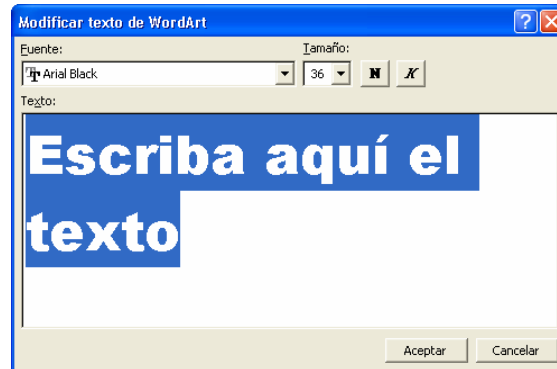 Modificar texto de WordArt
Fuente: Tamaño:
Arial Black 36 N K
Texto:
Escriba aquí el
texto
Aceptar Cancelar